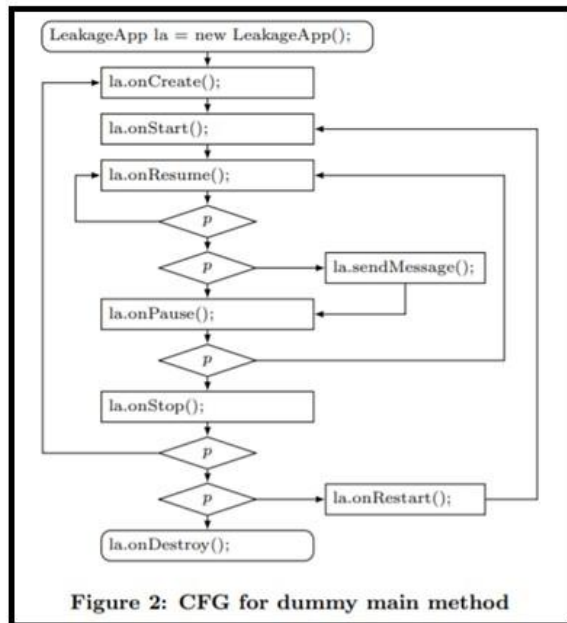 LeakageApp la = new LeakageApp();
la.onCreate();
la.onStart();
la.onResume();
p
p
la.sendMessage();
la.onPause();
p
la.onStop();
p
p
la.onRestart();
la.onDestroy();
Figure 2: CFG for dummy main method